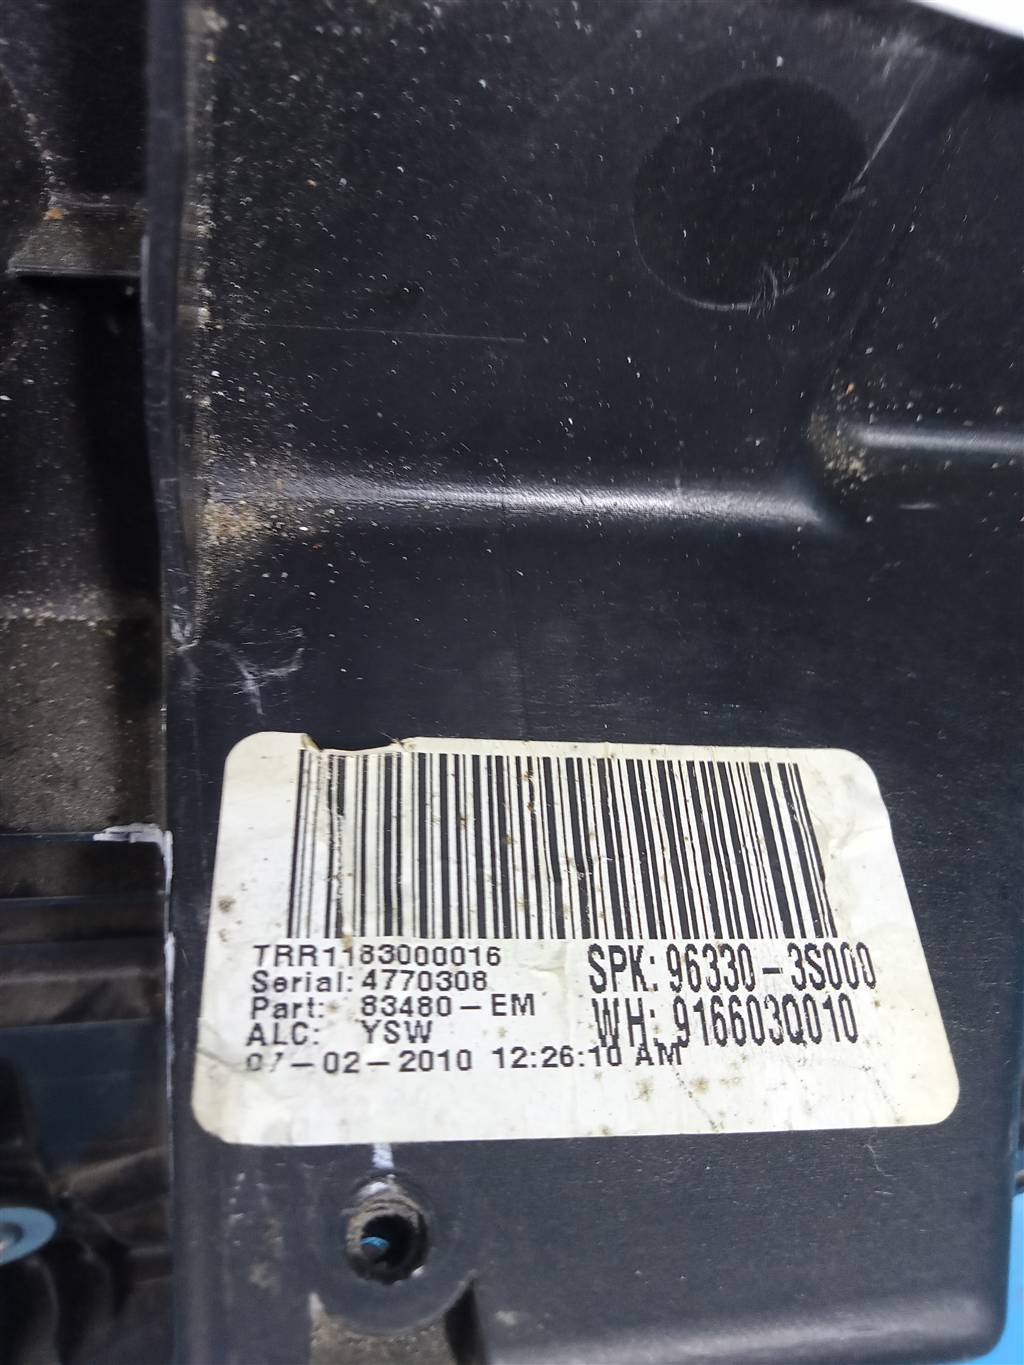 TRR1183000016
Serial: 4770308
Part: 83480-EM
ALC: YSW
07-02-2010 12:26:10 AM
SPK: 96330-3S000
WH: 916603Q010